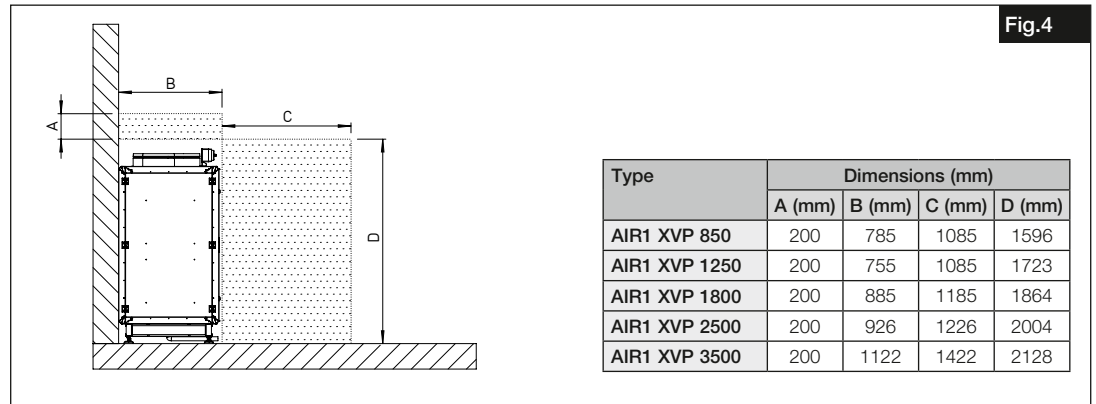 Fig.4
B
A
C
D
Type Dimensions (mm)
A (mm) B (mm) C (mm) D (mm)
AIR1 XVP 850 200 785 1085 1596
AIR1 XVP 1250 200 755 1085 1723
AIR1 XVP 1800 200 885 1185 1864
AIR1 XVP 2500 200 926 1226 2004
AIR1 XVP 3500 200 1122 1422 2128